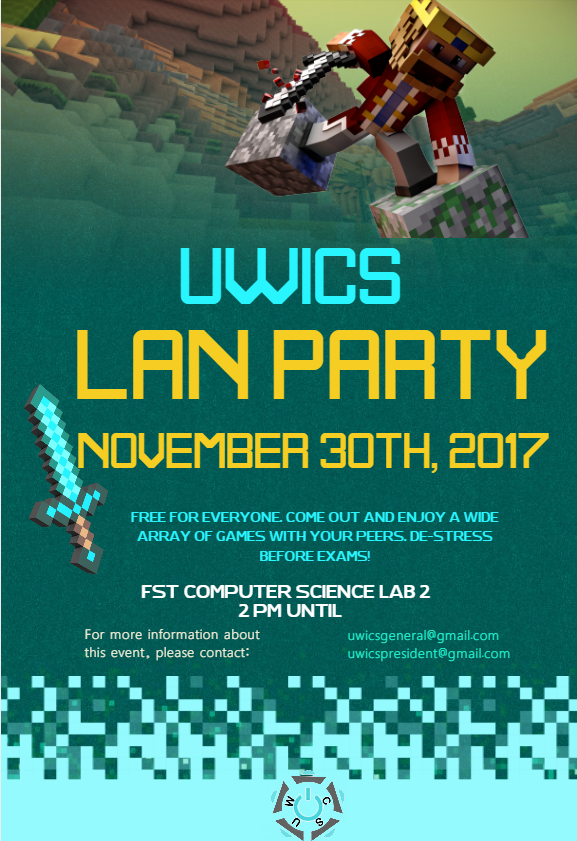 UWICS
LAN PARTY
NOVEMBER 30TH, 2017
FREE FOR EVERYONE. COME OUT AND ENJOY A WIDE
ARRAY OF GAMES WITH YOUR PEERS. DE-STRESS
BEFORE EXAMS!
FST COMPUTER SCIENCE LAB 2
2 PM UNTIL
For more information about
this event, please contact:
uwicsgeneral@gmail.com
uwicspresident@gmail.com
U M C S